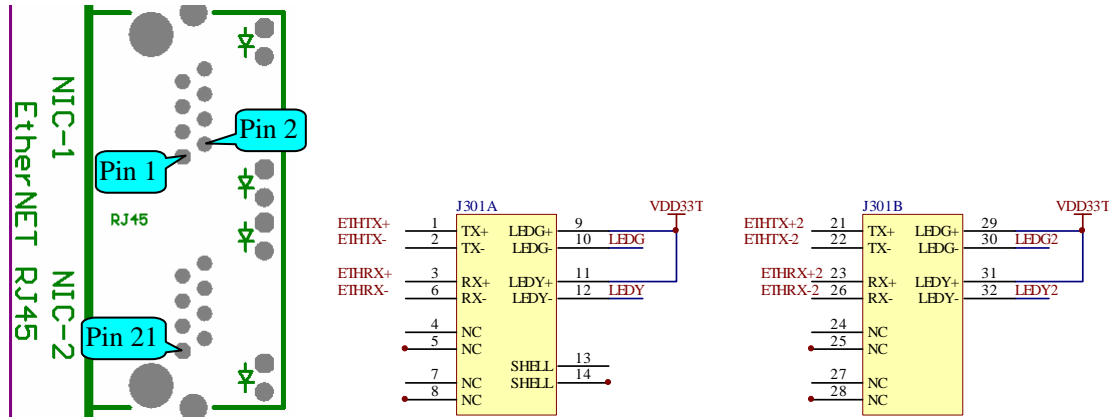 NIC-1
EtherNET RJ45
NIC-2
Pin 2
Pin 1
RJ45
Pin 21
J301A
VDD33T
ETHTX+ 1 TX+ LEDG+ 9
ETHTX- 2 TX- LEDG- 10 LEDG
ETHRX+ 3 RX+ LEDY+ 11
ETHRX- 6 RX- LEDY- 12 LEDY
4 NC
5 NC
SHELL 13
7 NC SHELL 14
8 NC
J301B
VDD33T
ETHTX+2 21 TX+ LEDG+ 29
ETHTX-2 22 TX- LEDG- 30 LEDG2
ETHRX+2 23 RX+ LEDY+ 31
ETHRX-2 26 RX- LEDY- 32 LEDY2
24 NC
25 NC
27 NC
28 NC